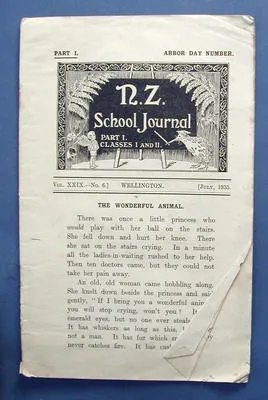 PART I.
ARBOR DAY NUMBER.
N.Z.
School Journal
PART I.
CLASSES I AND II.
VOL. XXIX.—No. 6.] WELLINGTON. [JULY, 1935.
THE WONDERFUL ANIMAL.
There was once a little princess who
would play with her ball on the stairs.
She fell down and hurt her knee. There
she sat on the stairs crying. In a minute
all the ladies-in-waiting rushed to her help.
Then ten doctors came, but they could not
take her pain away.
An old, old woman came hobbling along.
She knelt down beside the princess and said
gently, "If I bring you a wonderful anim
you will stop crying, won't you? It
emerald eyes, but no one ever steals
It has whiskers as long as this,
not a man. It has fur which
never catches fire. It has